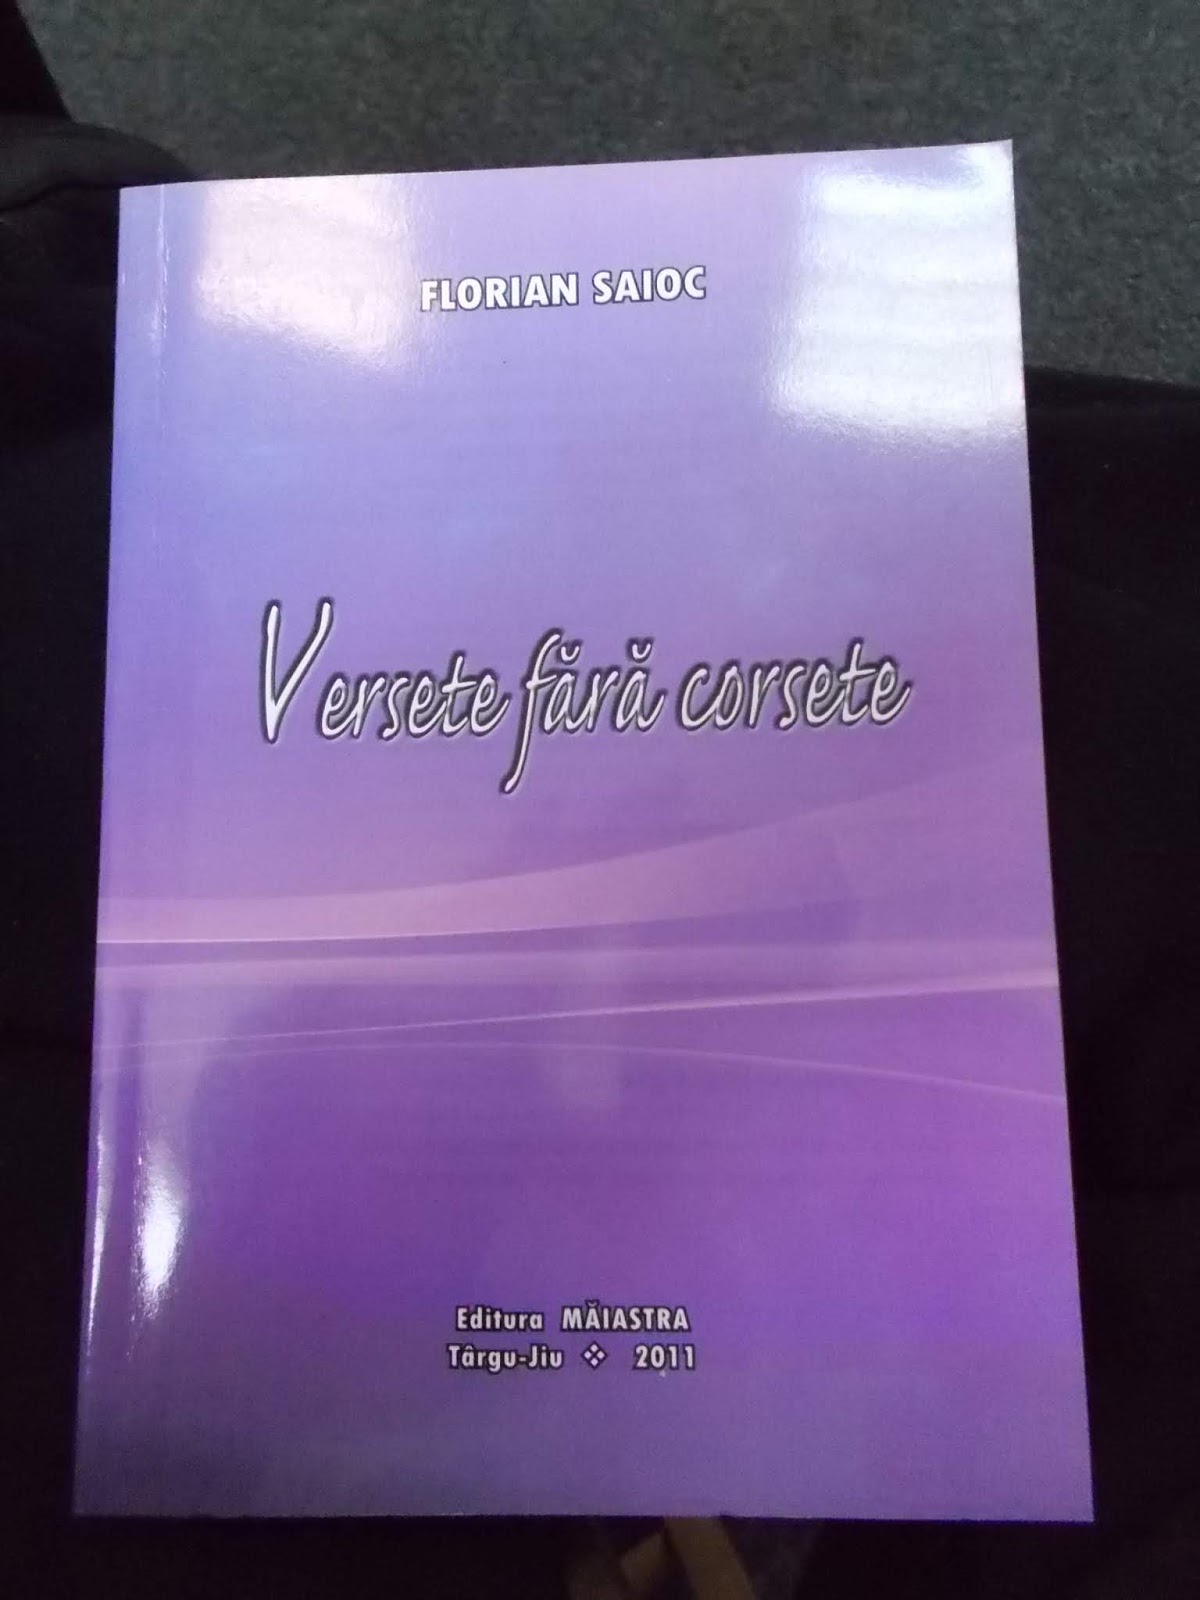 FLORIAN SAIOC
Versete fără corsete
Editura MĂIASTRA
Târgu-Jiu ❖ 2011